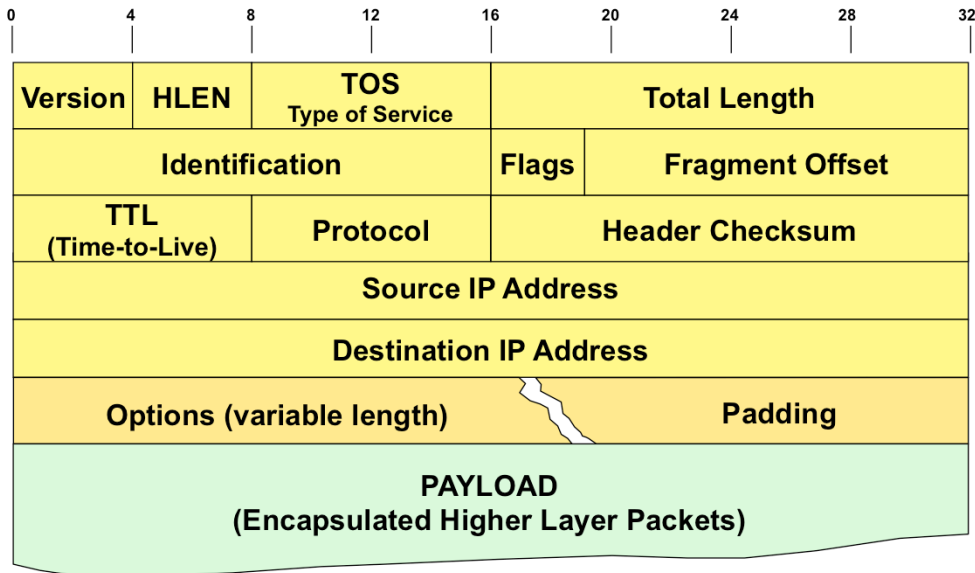 0 4 8 12 16 20 24 28 32
Version HLEN TOS Total Length
Type of Service
Identification Flags Fragment Offset
TTL Protocol Header Checksum
(Time-to-Live)
Source IP Address
Destination IP Address
Options (variable length) Padding
PAYLOAD
(Encapsulated Higher Layer Packets)